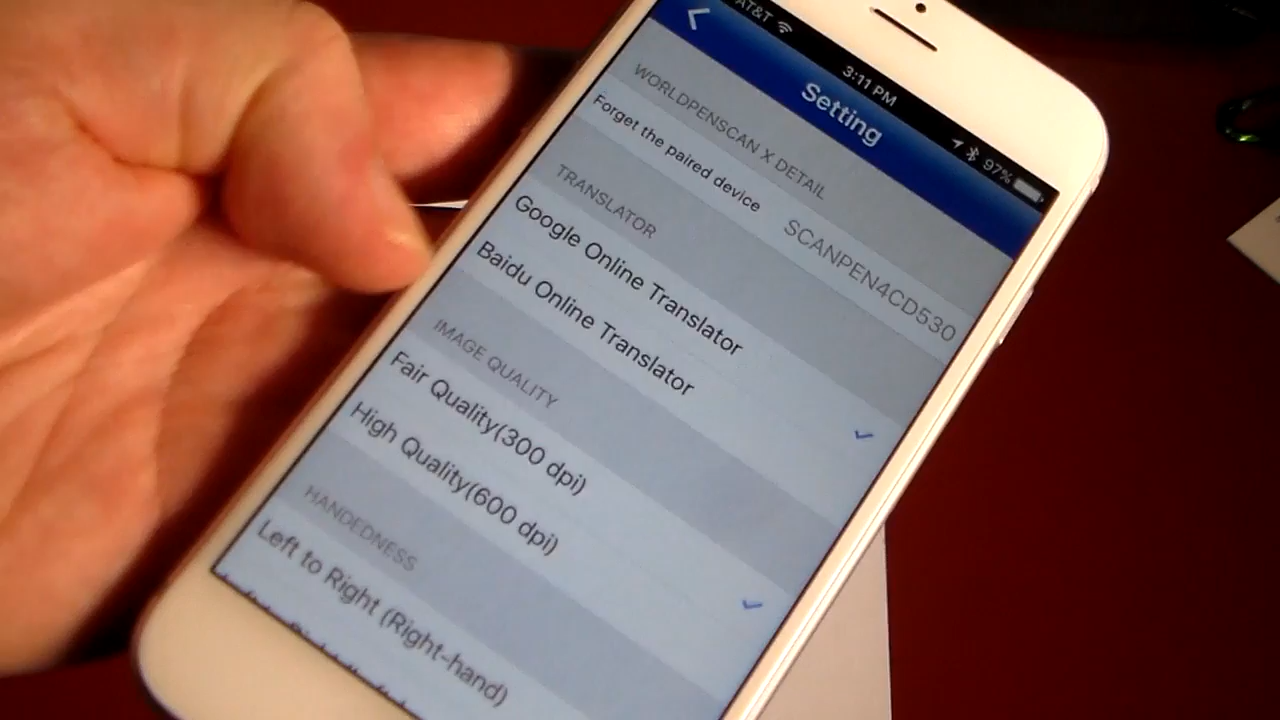 AT&T 3:11 PM 97%
Setting
WORLDPENSCAN X DETAIL
Forget the paired device SCANPEN4CD530
TRANSLATOR
Google Online Translator
Baidu Online Translator
IMAGE QUALITY
Fair Quality(300 dpi)
High Quality(600 dpi)
HANDEDNESS
Left to Right (Right-hand)